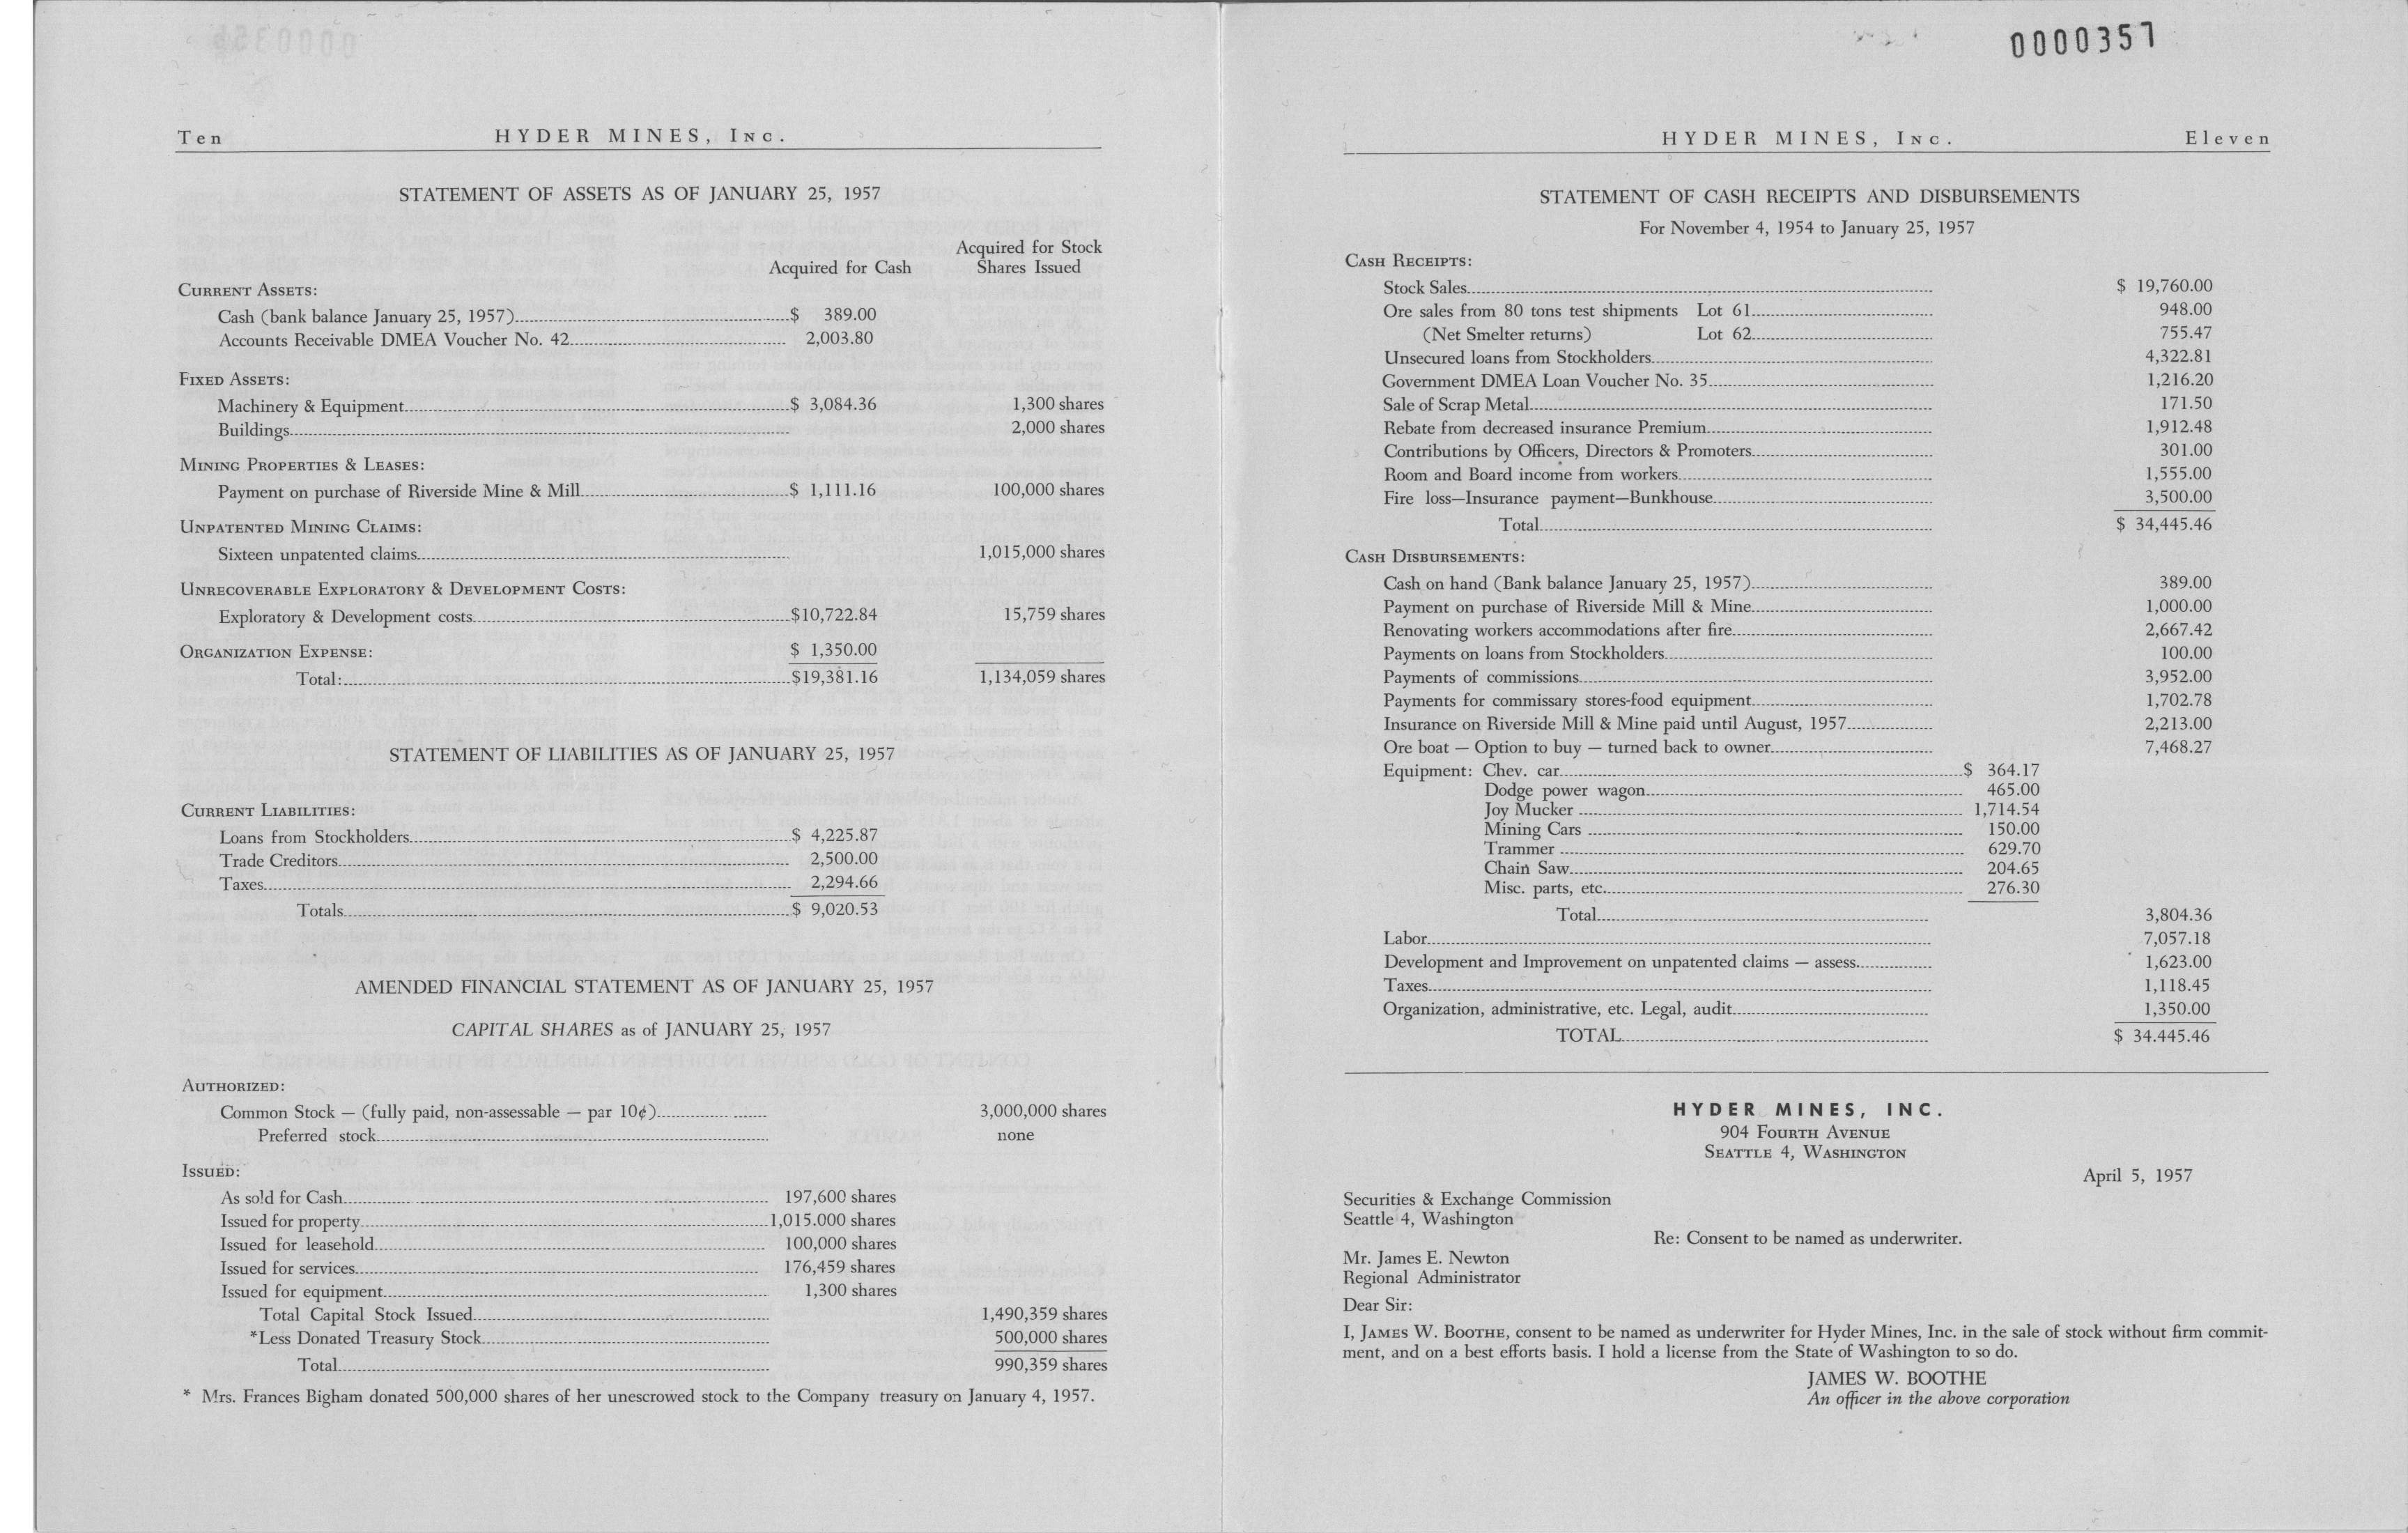 Ten HYDER MINES, INC.
STATEMENT OF ASSETS AS OF JANUARY 25, 1957
Acquired for Cash Acquired for Stock Shares Issued
CURRENT ASSETS:
Cash (bank balance January 25, 1957) $ 389.00
Accounts Receivable DMEA Voucher No. 42 2,003.80
FIXED ASSETS:
Machinery & Equipment $ 3,084.36 1,300 shares
Buildings 2,000 shares
MINING PROPERTIES & LEASES:
Payment on purchase of Riverside Mine & Mill $ 1,111.16 100,000 shares
UNPATENTED MINING CLAIMS:
Sixteen unpatented claims 1,015,000 shares
UNRECOVERABLE EXPLORATORY & DEVELOPMENT COSTS:
Exploratory & Development costs $10,722.84 15,759 shares
ORGANIZATION EXPENSE: $ 1,350.00
Total: $19,381.16 1,134,059 shares
STATEMENT OF LIABILITIES AS OF JANUARY 25, 1957
CURRENT LIABILITIES:
Loans from Stockholders $ 4,225.87
Trade Creditors 2,500.00
Taxes 2,294.66
Totals $ 9,020.53
AMENDED FINANCIAL STATEMENT AS OF JANUARY 25, 1957
CAPITAL SHARES as of JANUARY 25, 1957
AUTHORIZED:
Common Stock — (fully paid, non-assessable — par 10¢) 3,000,000 shares
Preferred stock none
ISSUED:
As sold for Cash 197,600 shares
Issued for property 1,015.000 shares
Issued for leasehold 100,000 shares
Issued for services 176,459 shares
Issued for equipment 1,300 shares
Total Capital Stock Issued 1,490,359 shares
*Less Donated Treasury Stock 500,000 shares
Total 990,359 shares
* Mrs. Frances Bigham donated 500,000 shares of her unescrowed stock to the Company treasury on January 4, 1957.
0000357
HYDER MINES, INC. Eleven
STATEMENT OF CASH RECEIPTS AND DISBURSEMENTS
For November 4, 1954 to January 25, 1957
CASH RECEIPTS:
Stock Sales $ 19,760.00
Ore sales from 80 tons test shipments Lot 61 948.00
(Net Smelter returns) Lot 62 755.47
Unsecured loans from Stockholders 4,322.81
Government DMEA Loan Voucher No. 35 1,216.20
Sale of Scrap Metal 171.50
Rebate from decreased insurance Premium 1,912.48
Contributions by Officers, Directors & Promoters 301.00
Room and Board income from workers 1,555.00
Fire loss—Insurance payment—Bunkhouse 3,500.00
Total $ 34,445.46
CASH DISBURSEMENTS:
Cash on hand (Bank balance January 25, 1957) 389.00
Payment on purchase of Riverside Mill & Mine 1,000.00
Renovating workers accommodations after fire 2,667.42
Payments on loans from Stockholders 100.00
Payments of commissions 3,952.00
Payments for commissary stores-food equipment 1,702.78
Insurance on Riverside Mill & Mine paid until August, 1957 2,213.00
Ore boat — Option to buy — turned back to owner 7,468.27
Equipment: Chev. car $ 364.17
Dodge power wagon 465.00
Joy Mucker 1,714.54
Mining Cars 150.00
Trammer 629.70
Chain Saw 204.65
Misc. parts, etc. 276.30
Total 3,804.36
Labor 7,057.18
Development and Improvement on unpatented claims — assess. 1,623.00
Taxes 1,118.45
Organization, administrative, etc. Legal, audit 1,350.00
TOTAL $ 34.445.46
HYDER MINES, INC.
904 FOURTH AVENUE
SEATTLE 4, WASHINGTON
April 5, 1957
Securities & Exchange Commission
Seattle 4, Washington
Re: Consent to be named as underwriter.
Mr. James E. Newton
Regional Administrator
Dear Sir:
I, JAMES W. BOOTHE, consent to be named as underwriter for Hyder Mines, Inc. in the sale of stock without firm commit-
ment, and on a best efforts basis. I hold a license from the State of Washington to so do.
JAMES W. BOOTHE
An officer in the above corporation